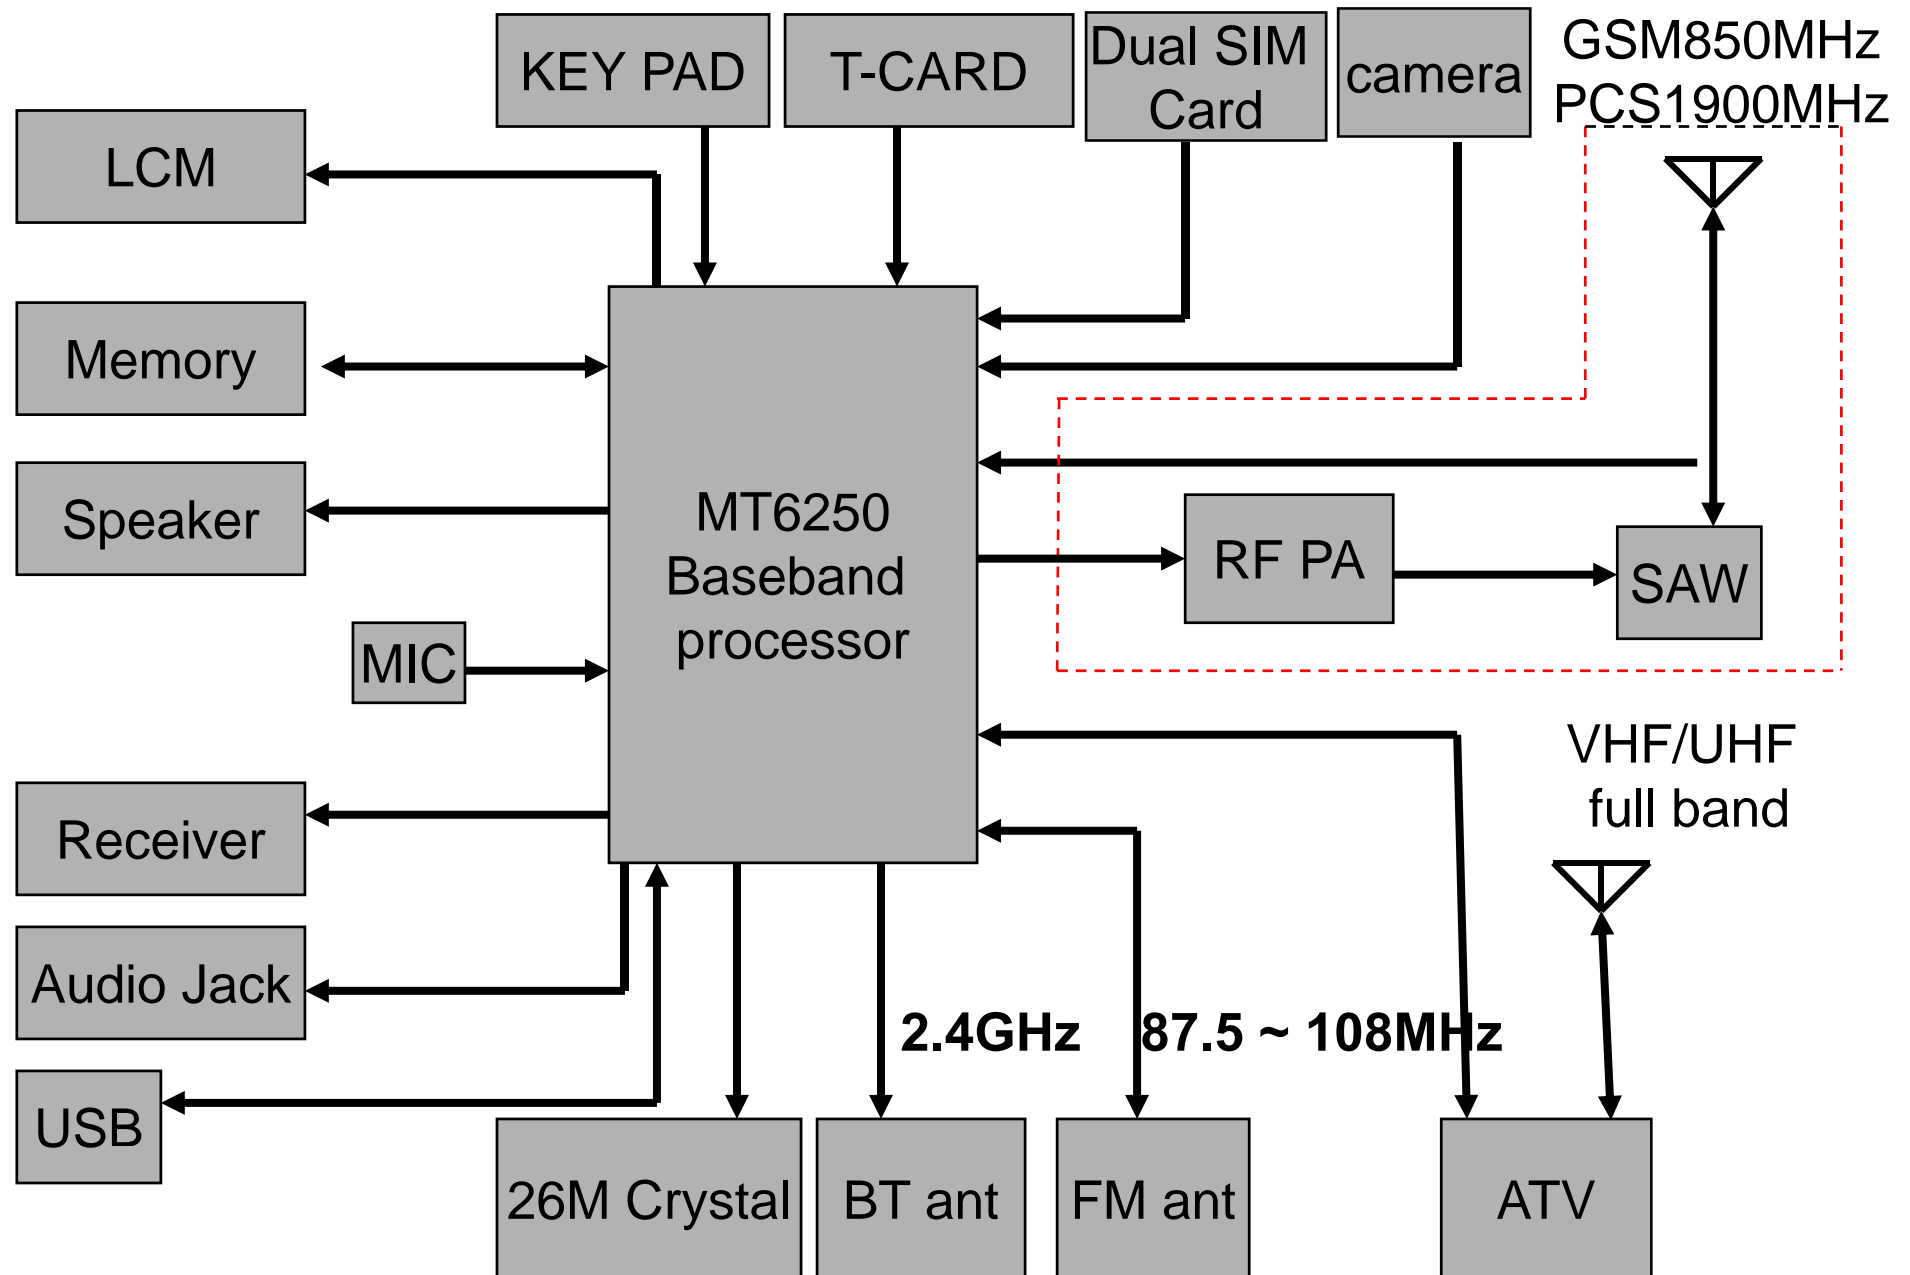 KEY PAD
T-CARD
Dual SIM
Card
camera
GSM850MHz
PCS1900MHz
LCM
Memory
Speaker
MIC
Receiver
Audio Jack
USB
MT6250
Baseband
processor
RF PA
SAW
VHF/UHF
full band
2.4GHz
87.5 ~ 108MHz
26M Crystal
BT ant
FM ant
ATV